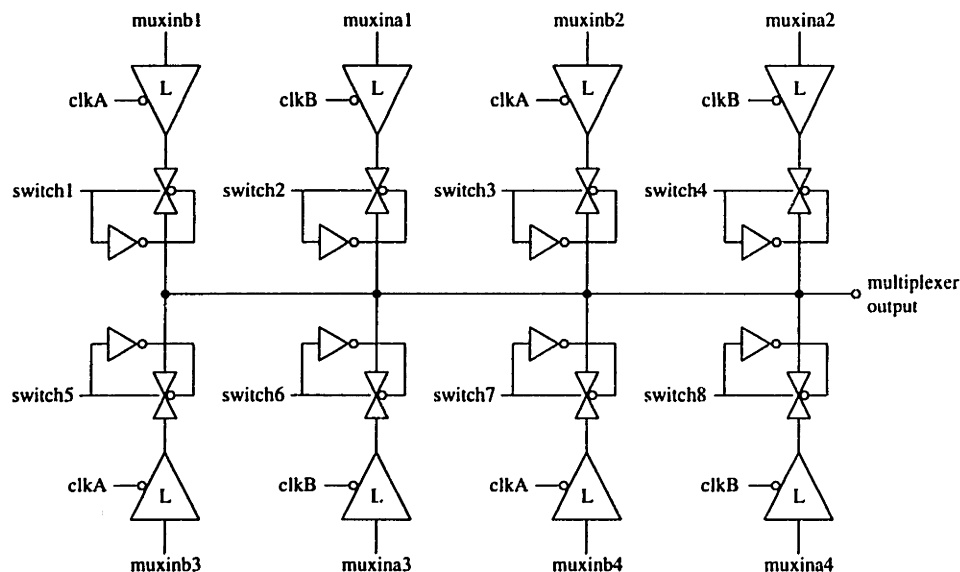 muxinb1 muxina1 muxinb2 muxina2
L L L L
clkA clkB clkA clkB
switch1 switch2 switch3 switch4
multiplexer
output
switch5 switch6 switch7 switch8
clkA clkB clkA clkB
L L L L
muxinb3 muxina3 muxinb4 muxina4